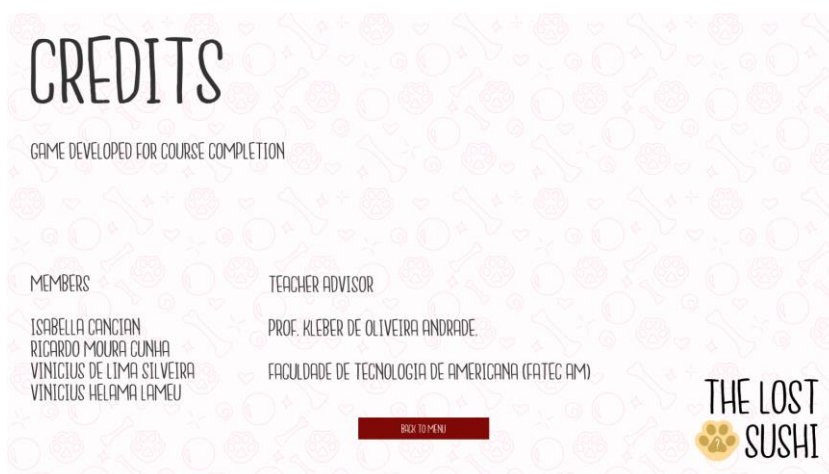 CREDITS
GAME DEVELOPED FOR COURSE COMPLETION
MEMBERS
ISABELLA CANCIAN
RICARDO MOURA CUNHA
VINICIUS DE LIMA SILVEIRA
VINICIUS HELAMA LAMEU
TEACHER ADVISOR
PROF. KLEBER DE OLIVEIRA ANDRADE.
FACULDADE DE TECNOLOGIA DE AMERICANA (FATEC AM)
BACK TO MENU
THE LOST
? SUSHI